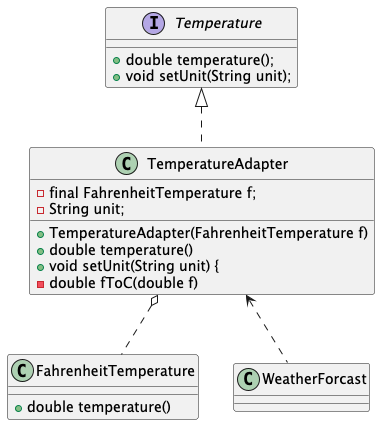 I Temperature
double temperature();
void setUnit(String unit);
C TemperatureAdapter
final FahrenheitTemperature f;
String unit;
TemperatureAdapter(FahrenheitTemperature f)
double temperature()
void setUnit(String unit) {
double fToC(double f)
C FahrenheitTemperature
double temperature()
C WeatherForcast